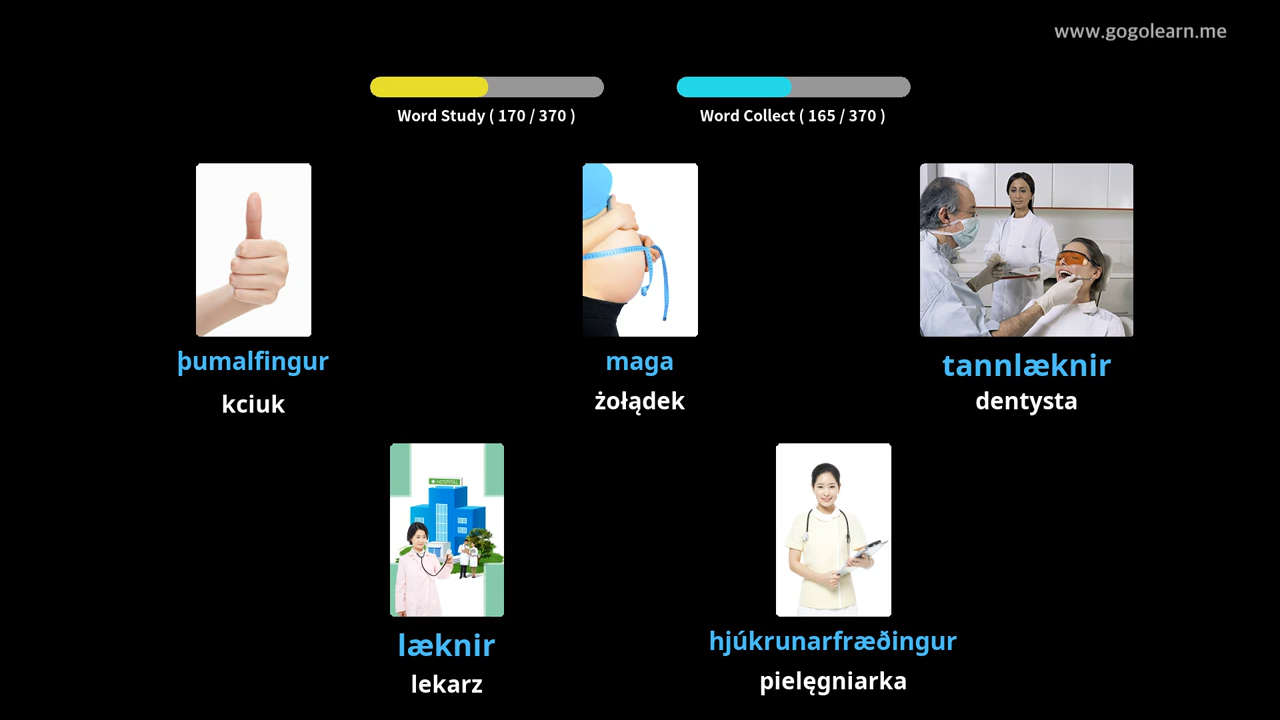 www.gogolearn.me
Word Study ( 170 / 370 )
Word Collect ( 165 / 370 )
þumalfingur
kciuk
maga
żołądek
tannlæknir
dentysta
HOSPITAL
læknir
lekarz
hjúkrunarfræðingur
pielęgniarka